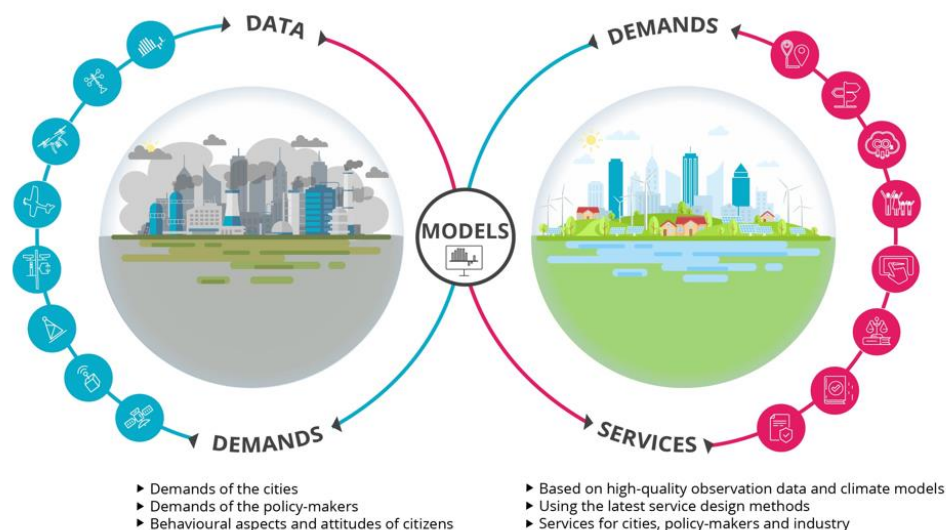 DATA
DEMANDS
MODELS
CO₂
DEMANDS
SERVICES
▶ Demands of the cities
▶ Demands of the policy-makers
▶ Behavioural aspects and attitudes of citizens
▶ Based on high-quality observation data and climate models
▶ Using the latest service design methods
▶ Services for cities, policy-makers and industry